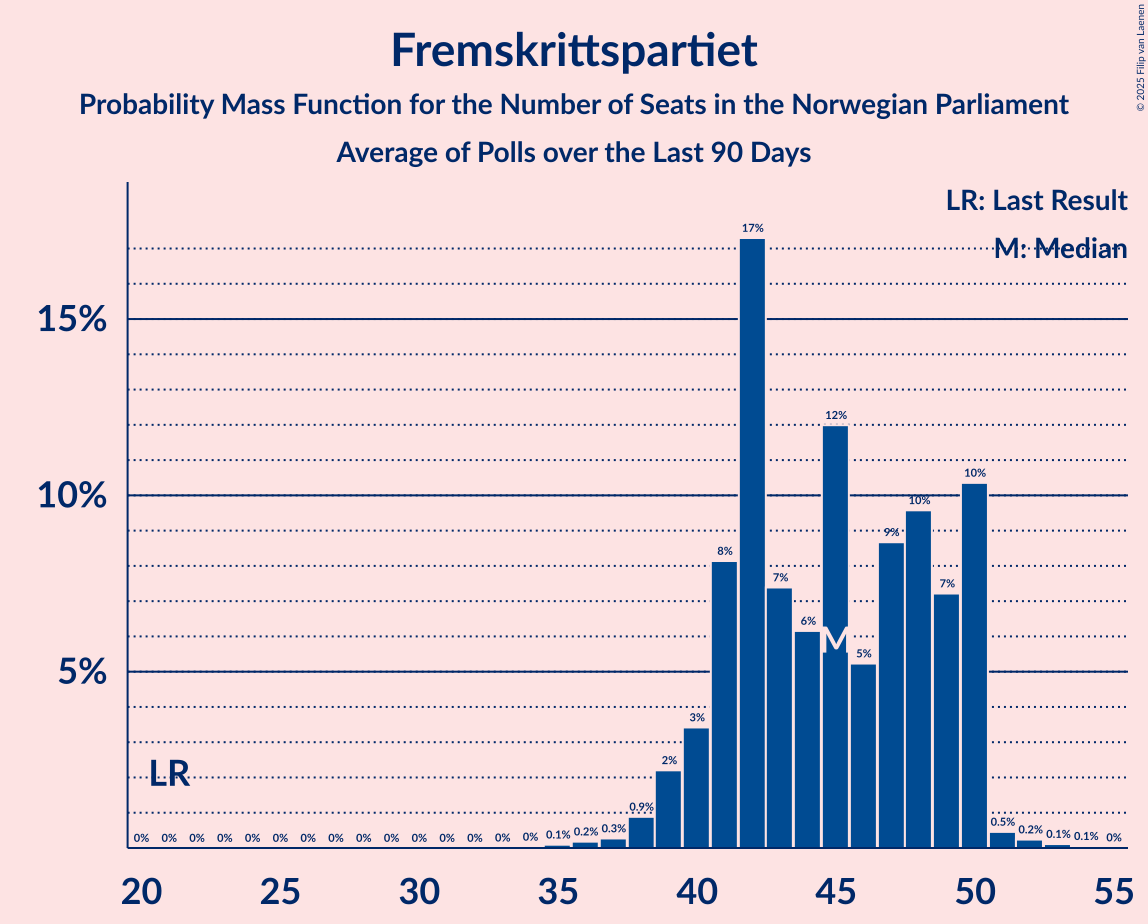 Fremskrittspartiet
Probability Mass Function for the Number of Seats in the Norwegian Parliament
Average of Polls over the Last 90 Days
© 2025 Filip van Laenen
LR: Last Result
M: Median
15%
10%
5%
0% 0% 0% 0% 0% 0% 0% 0% 0% 0% 0% 0% 0% 0% 0% 0.1% 0.2% 0.3% 0.9% 2% 3% 8% 17% 7% 6% 12% 5% 9% 10% 7% 10% 0.5% 0.2% 0.1% 0.1% 0%
LR
M
20 25 30 35 40 45 50 55